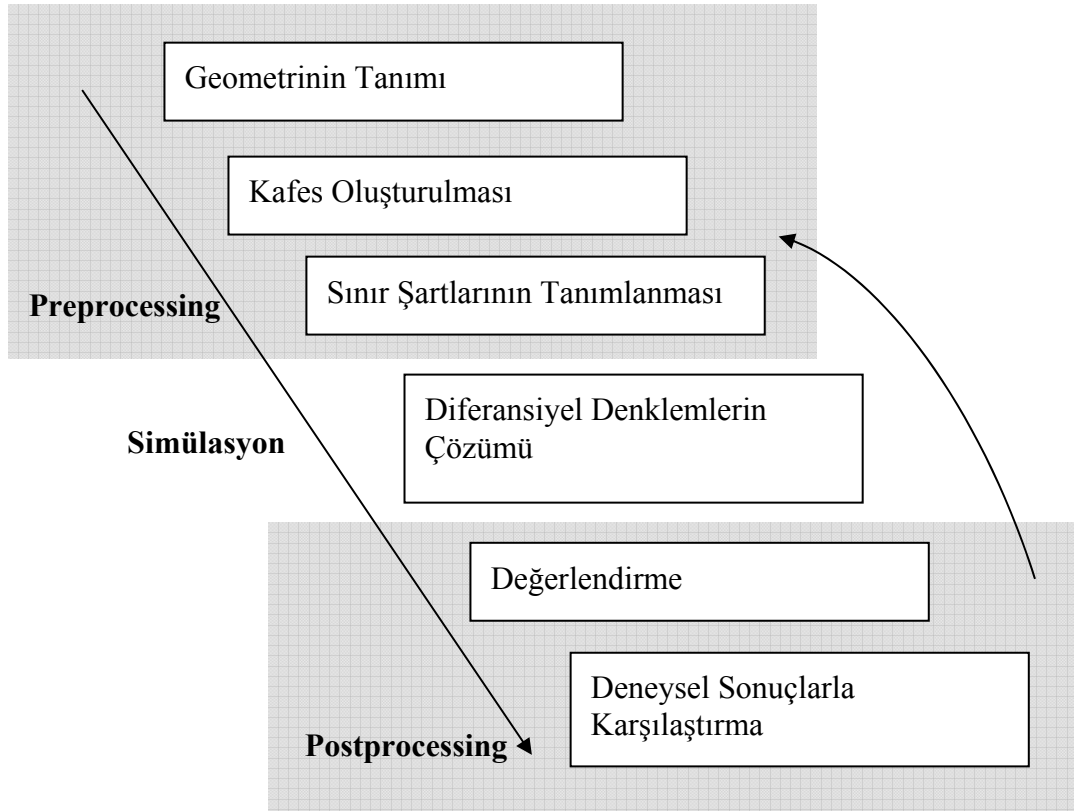 Geometrinin Tanımı
Kafes Oluşturulması
Sınır Şartlarının Tanımlanması
Preprocessing
Diferansiyel Denklemlerin
Çözümü
Simülasyon
Değerlendirme
Deneysel Sonuçlarla
Karşılaştırma
Postprocessing